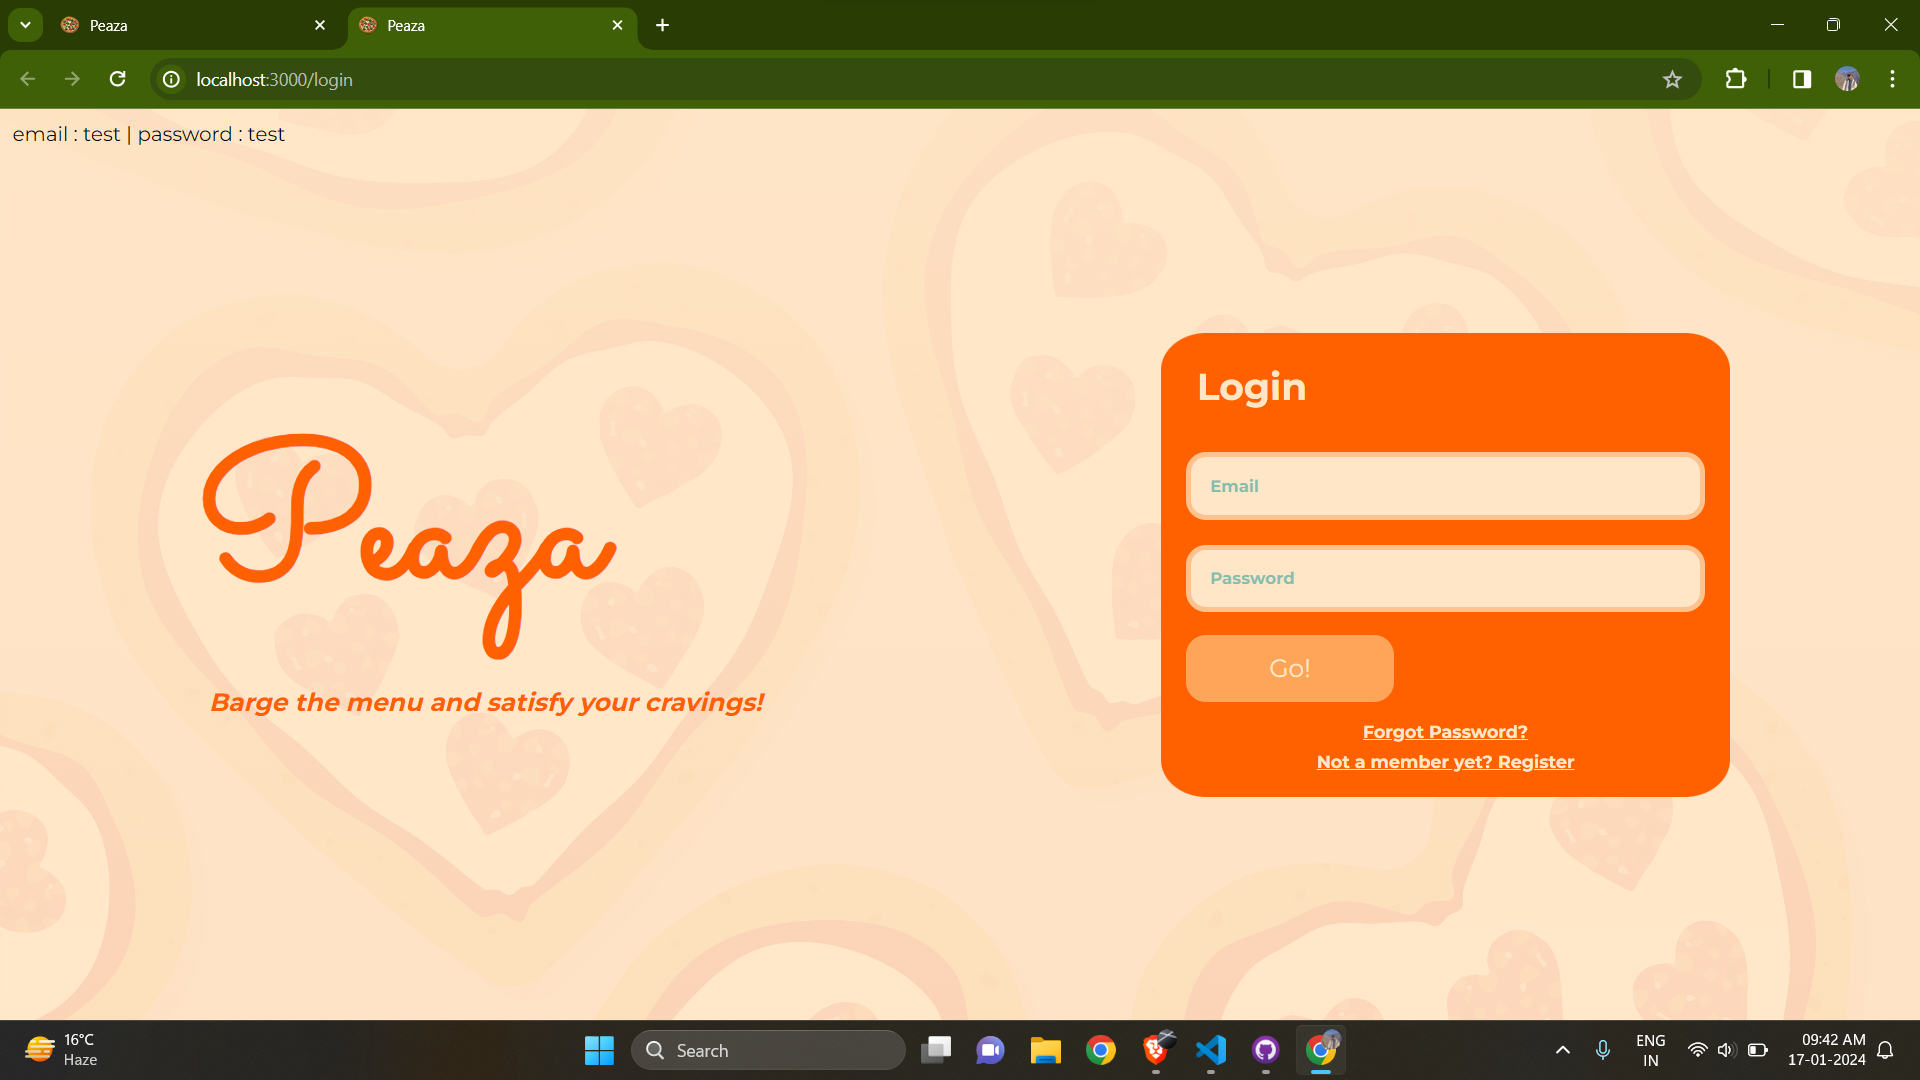 Peaza
Peaza
localhost:3000/login
email : test | password : test
Peaza
Barge the menu and satisfy your cravings!
Login
Email
Password
Go!
Forgot Password?
Not a member yet? Register
16°C
Haze
Search
ENG
IN
09:42 AM
17-01-2024